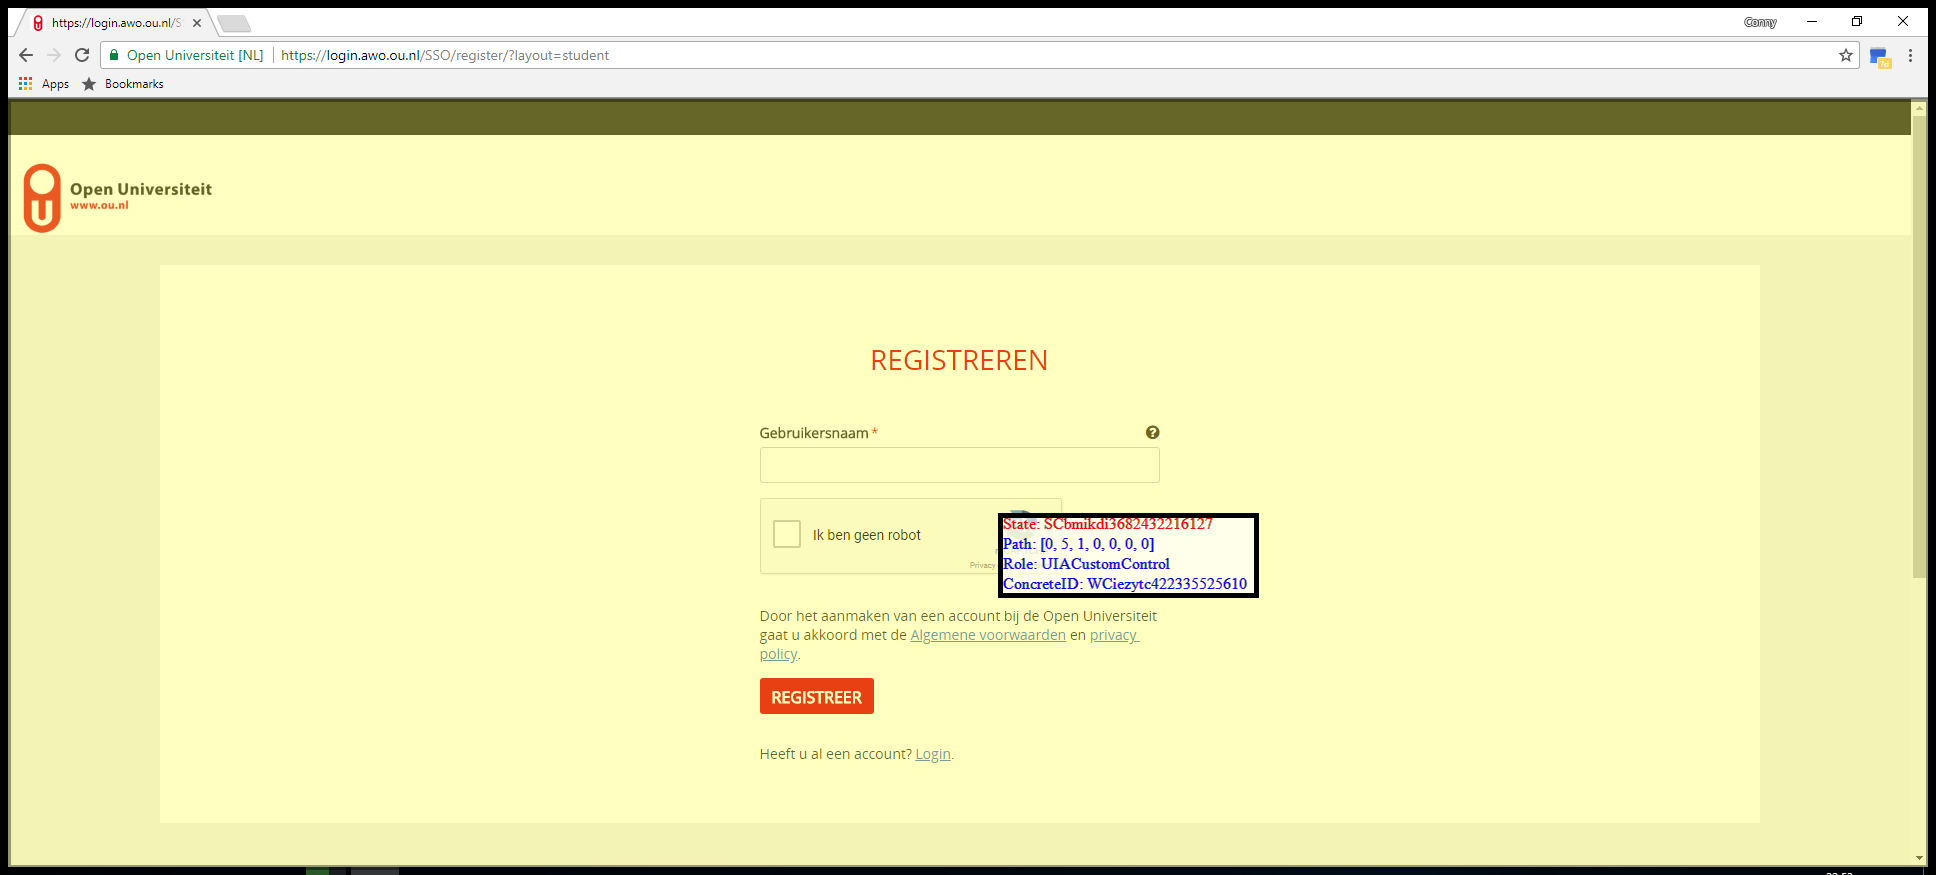 https://login.awo.ou.nl/S
Conny
Open Universiteit [NL] https://login.awo.ou.nl/SSO/register/?layout=student
7d
Apps Bookmarks
Open Universiteit
www.ou.nl
REGISTREREN
Gebruikersnaam *
Ik ben geen robot
Privacy
State: SCbmikdi3682432216127
Path: [0, 5, 1, 0, 0, 0, 0]
Role: UIACustomControl
ConcreteID: WCiezytc422335525610
Door het aanmaken van een account bij de Open Universiteit
gaat u akkoord met de Algemene voorwaarden en privacy
policy.
REGISTREER
Heeft u al een account? Login.